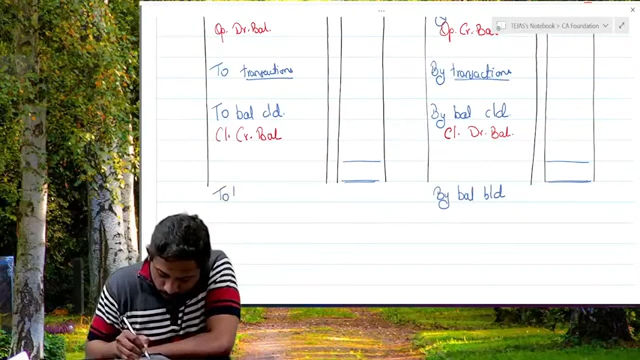 TEJAS's Notebook > CA Foundation
Op. Dr. Bal.
Op. Cr. Bal.
To transactions
By transactions
To bal c/d.
By bal c/d.
Cl. Cr. Bal
Cl. Dr. Bal.
To
By bal b/d